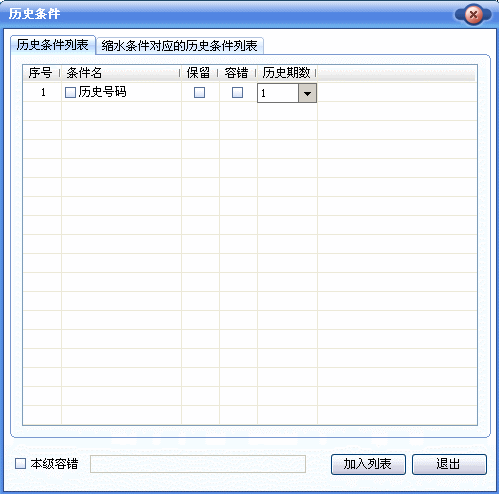 历史条件
历史条件列表 缩水条件对应的历史条件列表
序号 条件名 保留 容错 历史期数
1 历史号码 1
本级容错 加入列表 退出